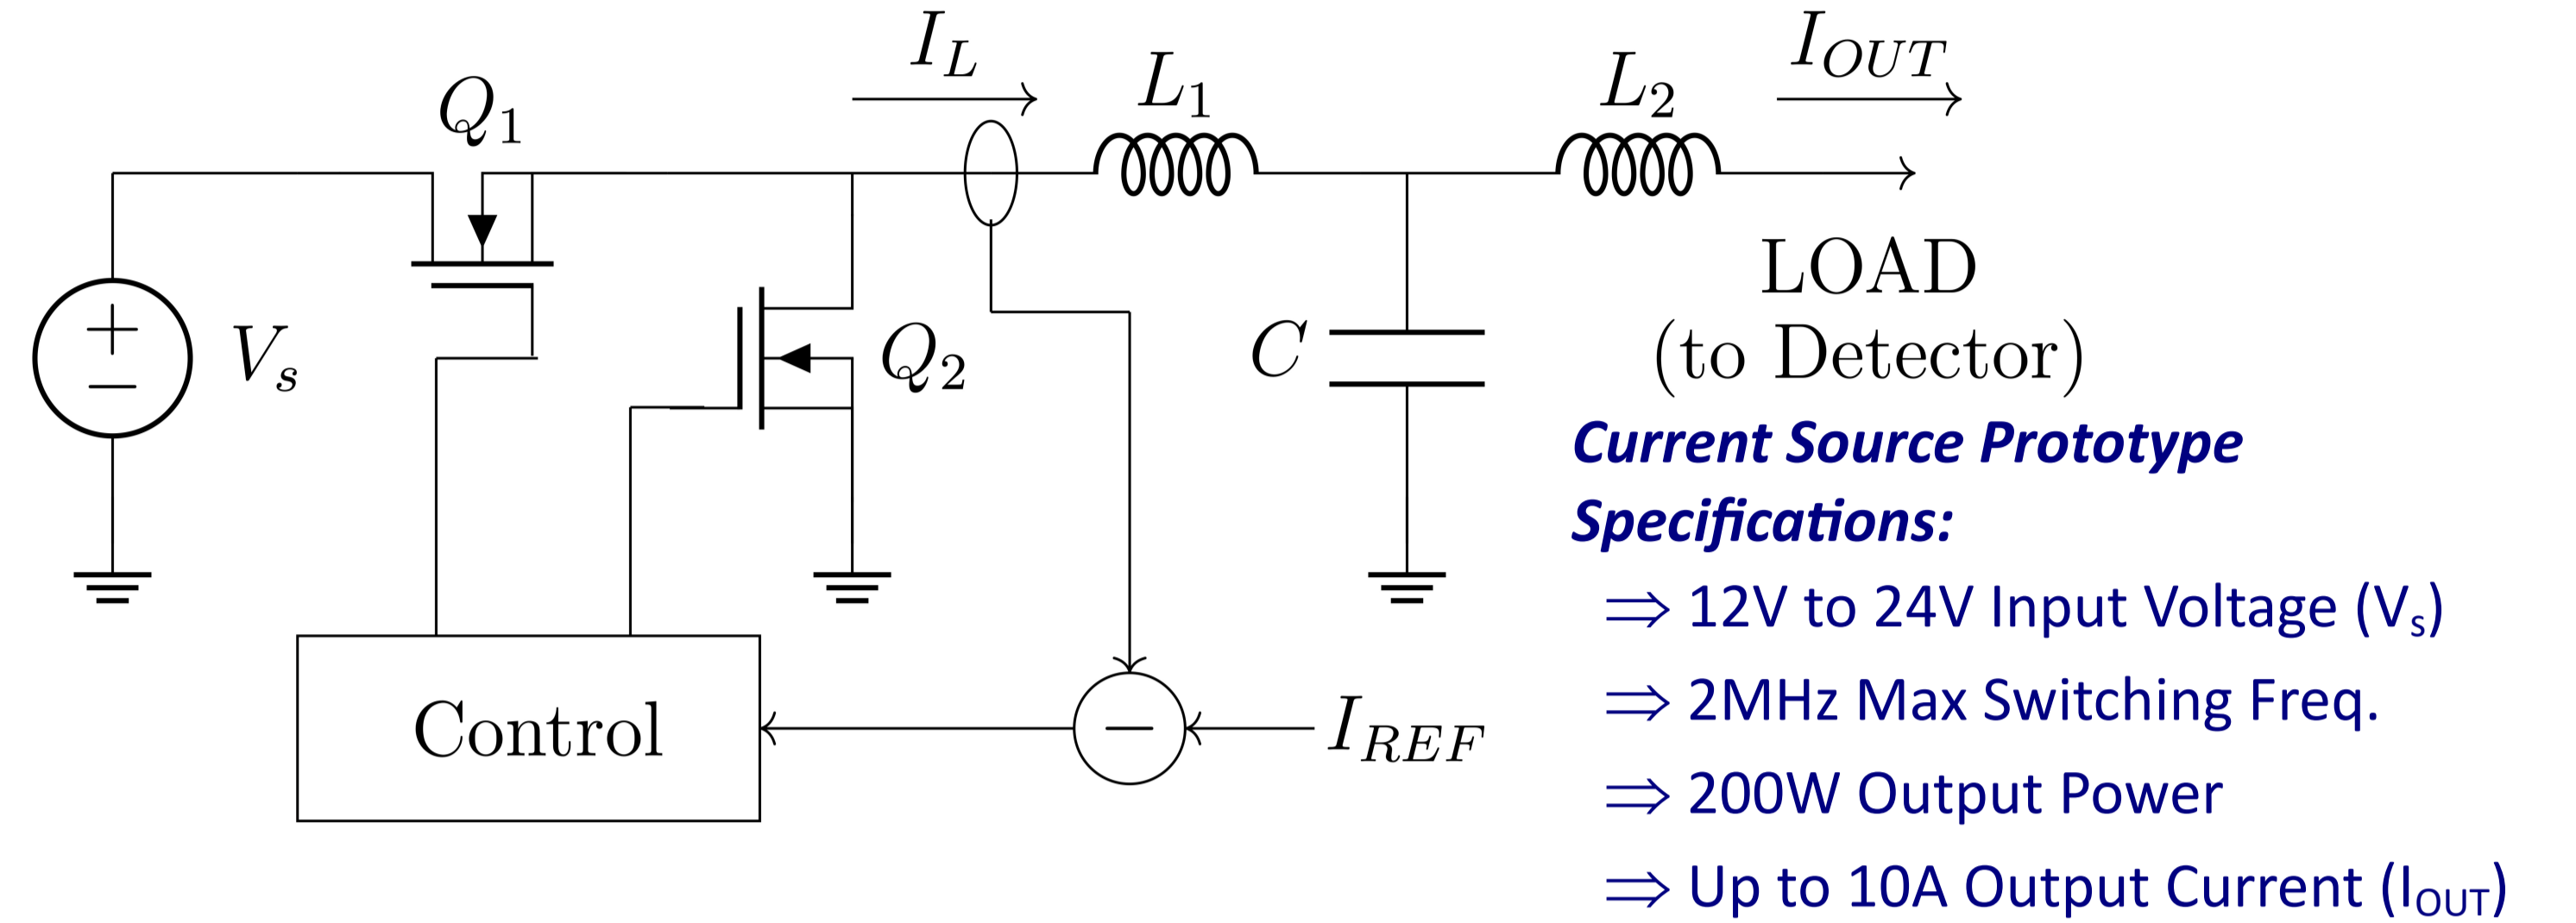 I_L
I_OUT
Q_1
L_1
L_2
+
−
V_s
Q_2
C
LOAD
(to Detector)
Current Source Prototype
Specifications:
⇒ 12V to 24V Input Voltage (V_s)
⇒ 2MHz Max Switching Freq.
⇒ 200W Output Power
⇒ Up to 10A Output Current (I_OUT)
Control
−
I_REF